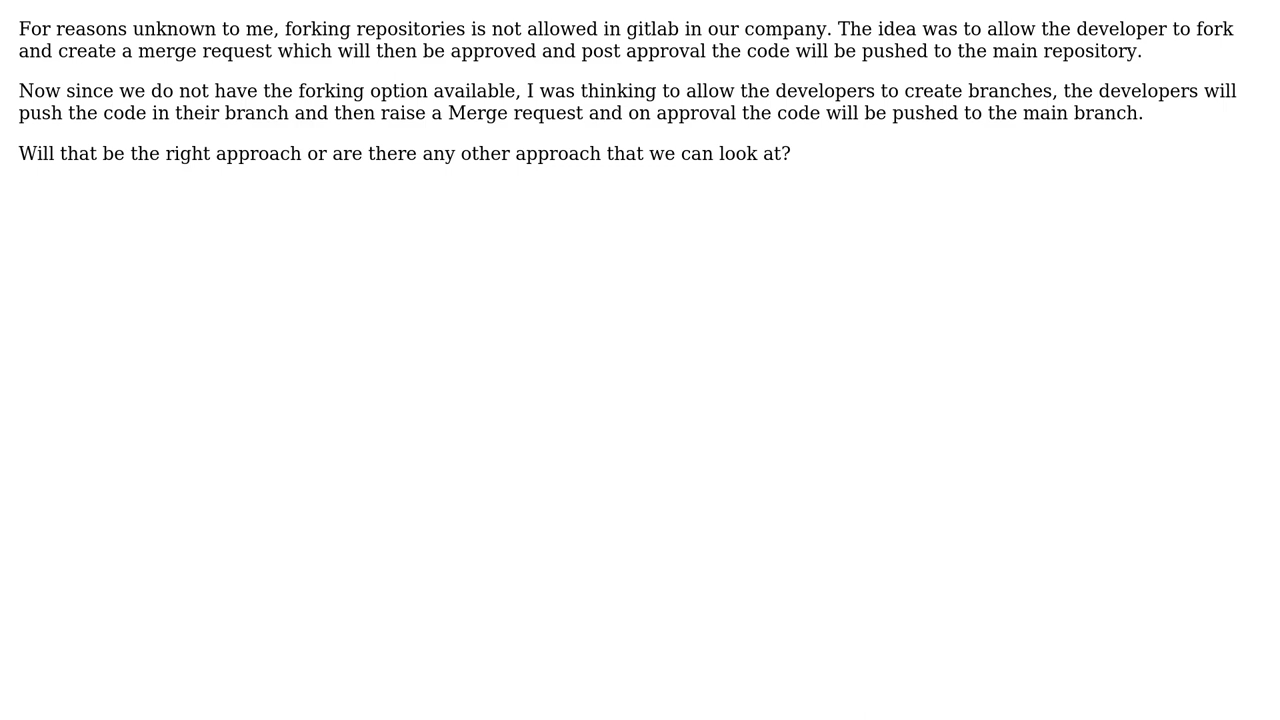 For reasons unknown to me, forking repositories is not allowed in gitlab in our company. The idea was to allow the developer to fork
and create a merge request which will then be approved and post approval the code will be pushed to the main repository.
Now since we do not have the forking option available, I was thinking to allow the developers to create branches, the developers will
push the code in their branch and then raise a Merge request and on approval the code will be pushed to the main branch.
Will that be the right approach or are there any other approach that we can look at?